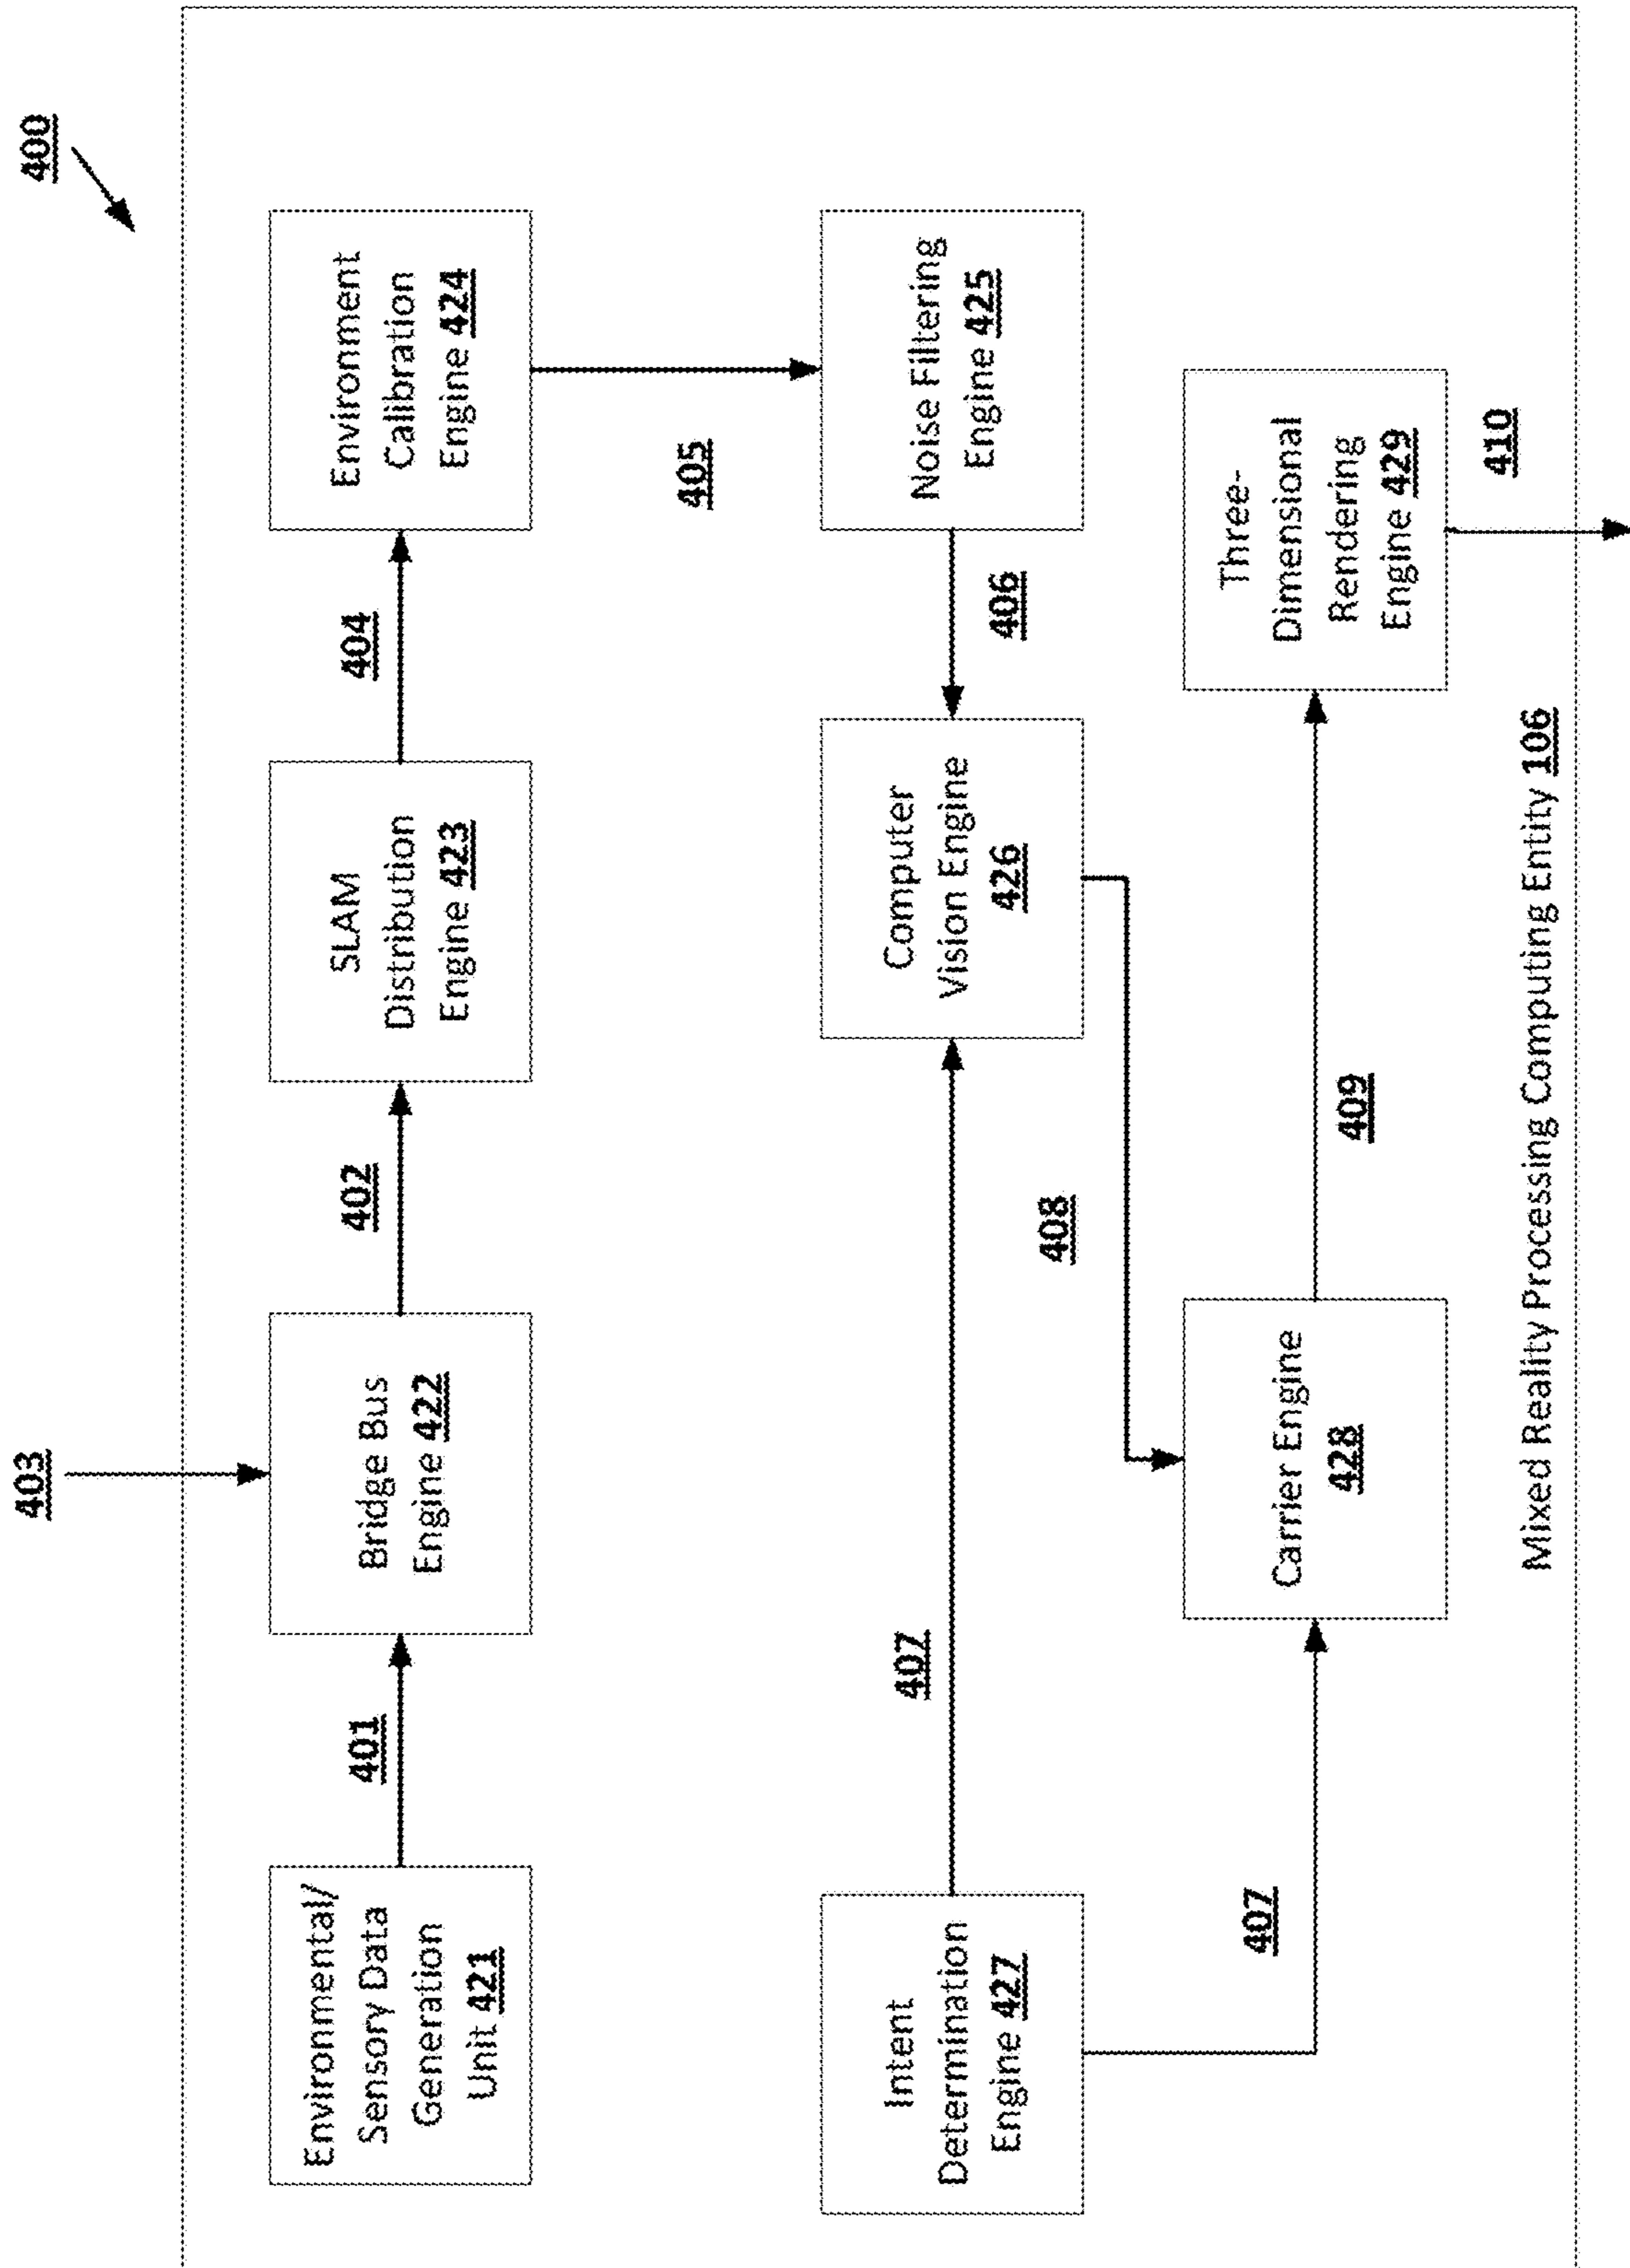 400
403
Environmental/
Sensory Data
Generation
Unit 421
401
Bridge Bus
Engine 422
402
SLAM
Distribution
Engine 423
404
Environment
Calibration
Engine 424
405
Intent
Determination
Engine 427
407
Computer
Vision Engine
426
406
Noise Filtering
Engine 425
408
407
Carrier Engine
428
409
Three-
Dimensional
Rendering
Engine 429
410
Mixed Reality Processing Computing Entity 106